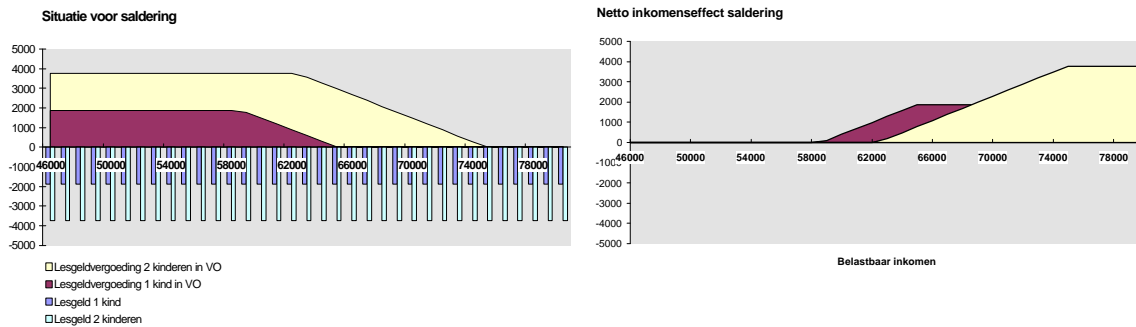 Situatie voor saldering
5000
4000
3000
2000
1000
0
-1000
-2000
-3000
-4000
-5000
46000 50000 54000 58000 62000 66000 70000 74000 78000
Lesgeldvergoeding 2 kinderen in VO
Lesgeldvergoeding 1 kind in VO
Lesgeld 1 kind
Lesgeld 2 kinderen
Netto inkomenseffect saldering
5000
4000
3000
2000
1000
0
-2000
-3000
-4000
-5000
46000 50000 54000 58000 62000 66000 70000 74000 78000
Belastbaar inkomen